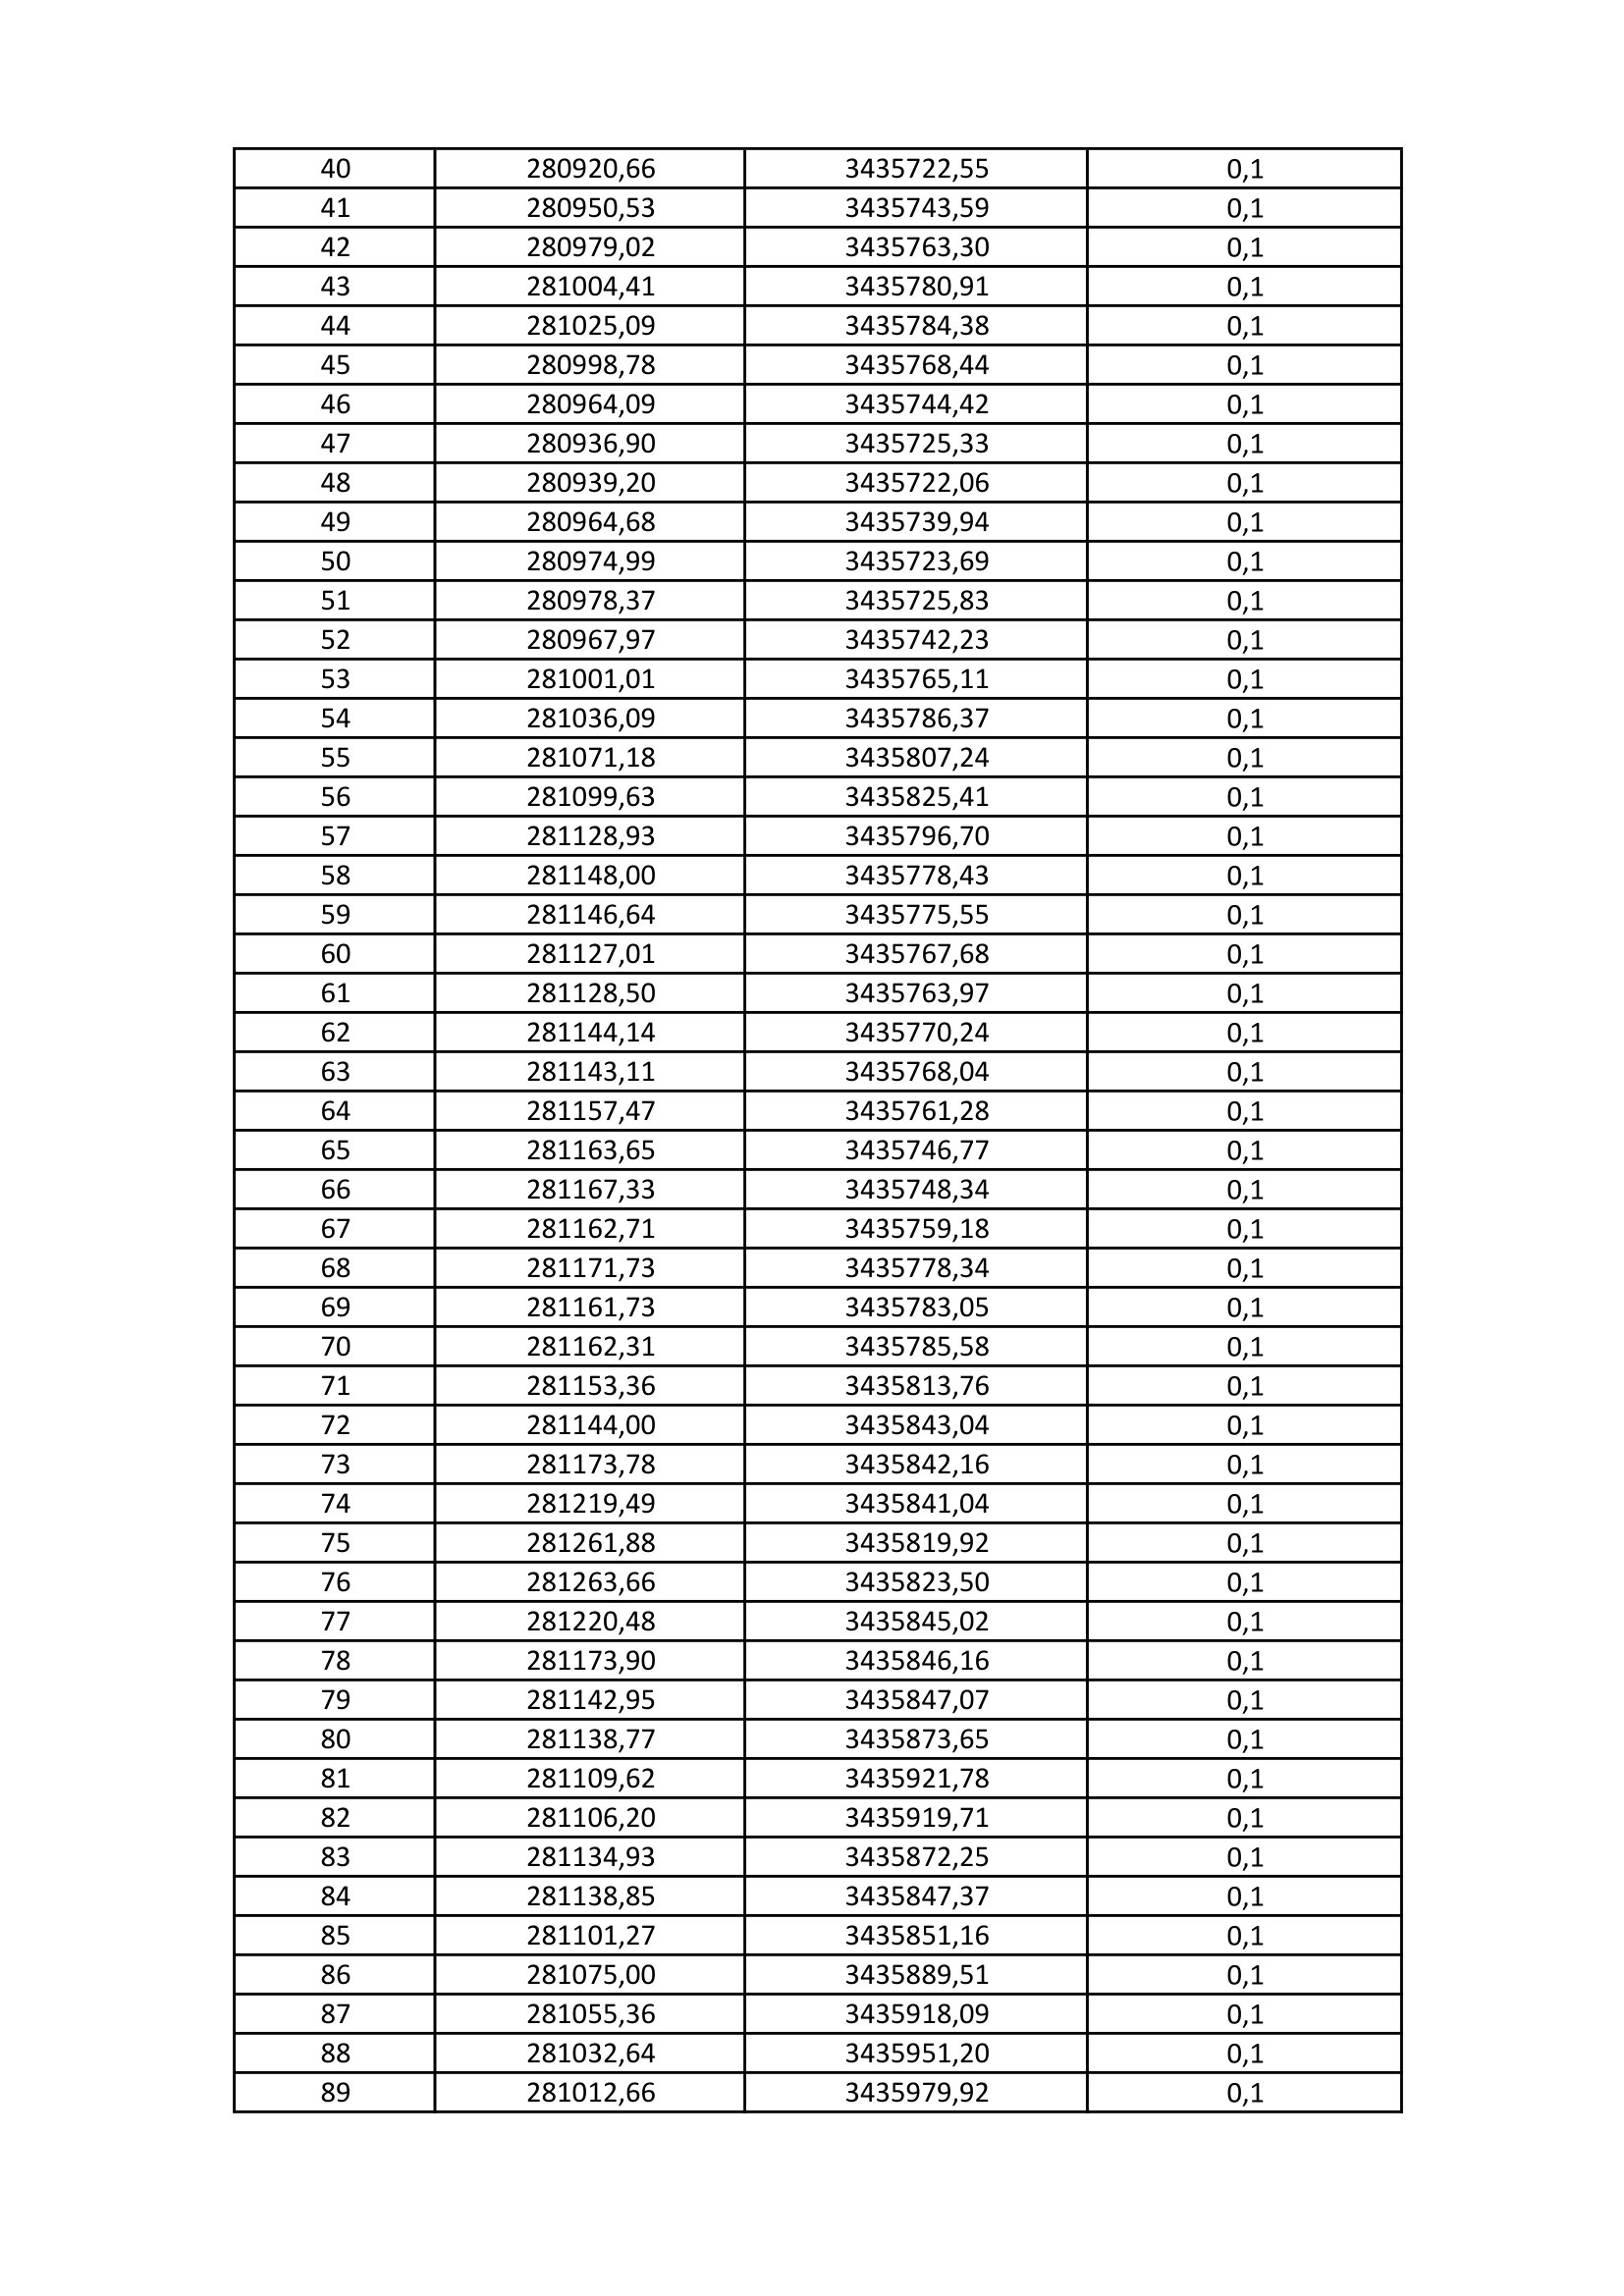 40 280920,66 3435722,55 0,1
41 280950,53 3435743,59 0,1
42 280979,02 3435763,30 0,1
43 281004,41 3435780,91 0,1
44 281025,09 3435784,38 0,1
45 280998,78 3435768,44 0,1
46 280964,09 3435744,42 0,1
47 280936,90 3435725,33 0,1
48 280939,20 3435722,06 0,1
49 280964,68 3435739,94 0,1
50 280974,99 3435723,69 0,1
51 280978,37 3435725,83 0,1
52 280967,97 3435742,23 0,1
53 281001,01 3435765,11 0,1
54 281036,09 3435786,37 0,1
55 281071,18 3435807,24 0,1
56 281099,63 3435825,41 0,1
57 281128,93 3435796,70 0,1
58 281148,00 3435778,43 0,1
59 281146,64 3435775,55 0,1
60 281127,01 3435767,68 0,1
61 281128,50 3435763,97 0,1
62 281144,14 3435770,24 0,1
63 281143,11 3435768,04 0,1
64 281157,47 3435761,28 0,1
65 281163,65 3435746,77 0,1
66 281167,33 3435748,34 0,1
67 281162,71 3435759,18 0,1
68 281171,73 3435778,34 0,1
69 281161,73 3435783,05 0,1
70 281162,31 3435785,58 0,1
71 281153,36 3435813,76 0,1
72 281144,00 3435843,04 0,1
73 281173,78 3435842,16 0,1
74 281219,49 3435841,04 0,1
75 281261,88 3435819,92 0,1
76 281263,66 3435823,50 0,1
77 281220,48 3435845,02 0,1
78 281173,90 3435846,16 0,1
79 281142,95 3435847,07 0,1
80 281138,77 3435873,65 0,1
81 281109,62 3435921,78 0,1
82 281106,20 3435919,71 0,1
83 281134,93 3435872,25 0,1
84 281138,85 3435847,37 0,1
85 281101,27 3435851,16 0,1
86 281075,00 3435889,51 0,1
87 281055,36 3435918,09 0,1
88 281032,64 3435951,20 0,1
89 281012,66 3435979,92 0,1